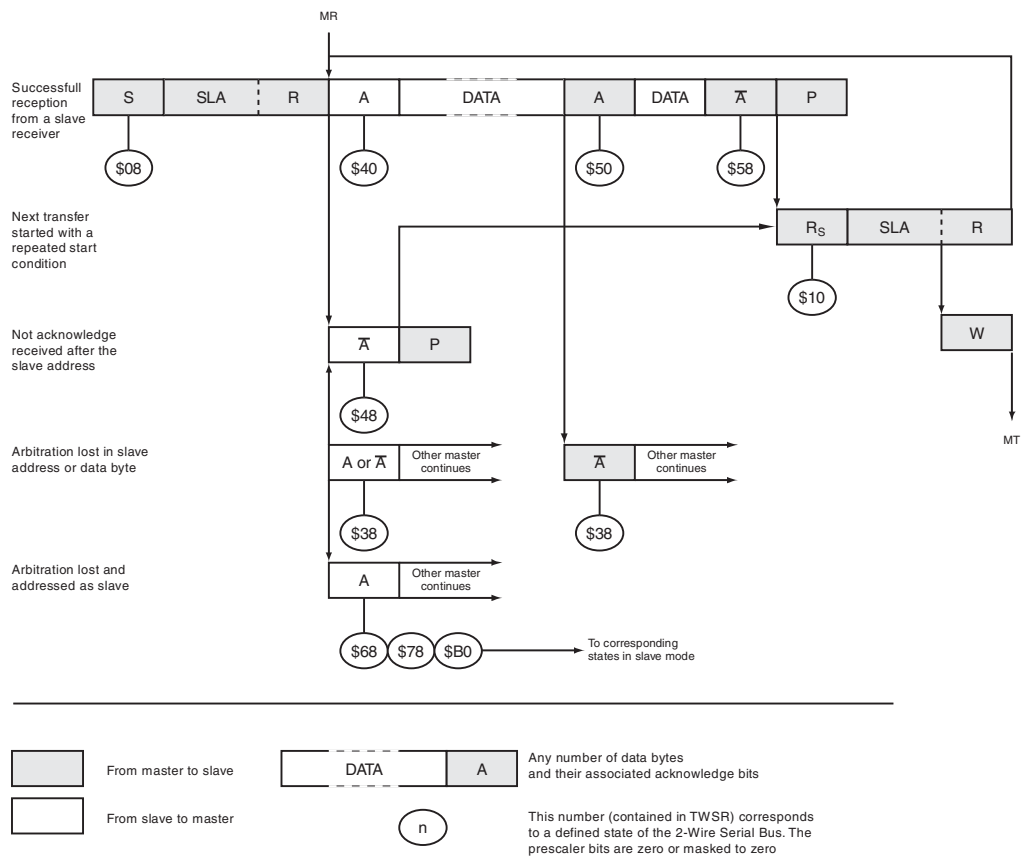 MR
Successfull
reception
from a slave
receiver
S SLA R A DATA A DATA A̅ P
$08 $40 $50 $58
Next transfer
started with a
repeated start
condition
RS SLA R
$10
Not acknowledge
received after the
slave address
A̅ P
W
$48
MT
Arbitration lost in slave
address or data byte
A or A̅
Other master
continues
A̅
Other master
continues
$38 $38
Arbitration lost and
addressed as slave
A
Other master
continues
$68 $78 $B0
To corresponding
states in slave mode
From master to slave
DATA A
Any number of data bytes
and their associated acknowledge bits
From slave to master
n
This number (contained in TWSR) corresponds
to a defined state of the 2-Wire Serial Bus. The
prescaler bits are zero or masked to zero